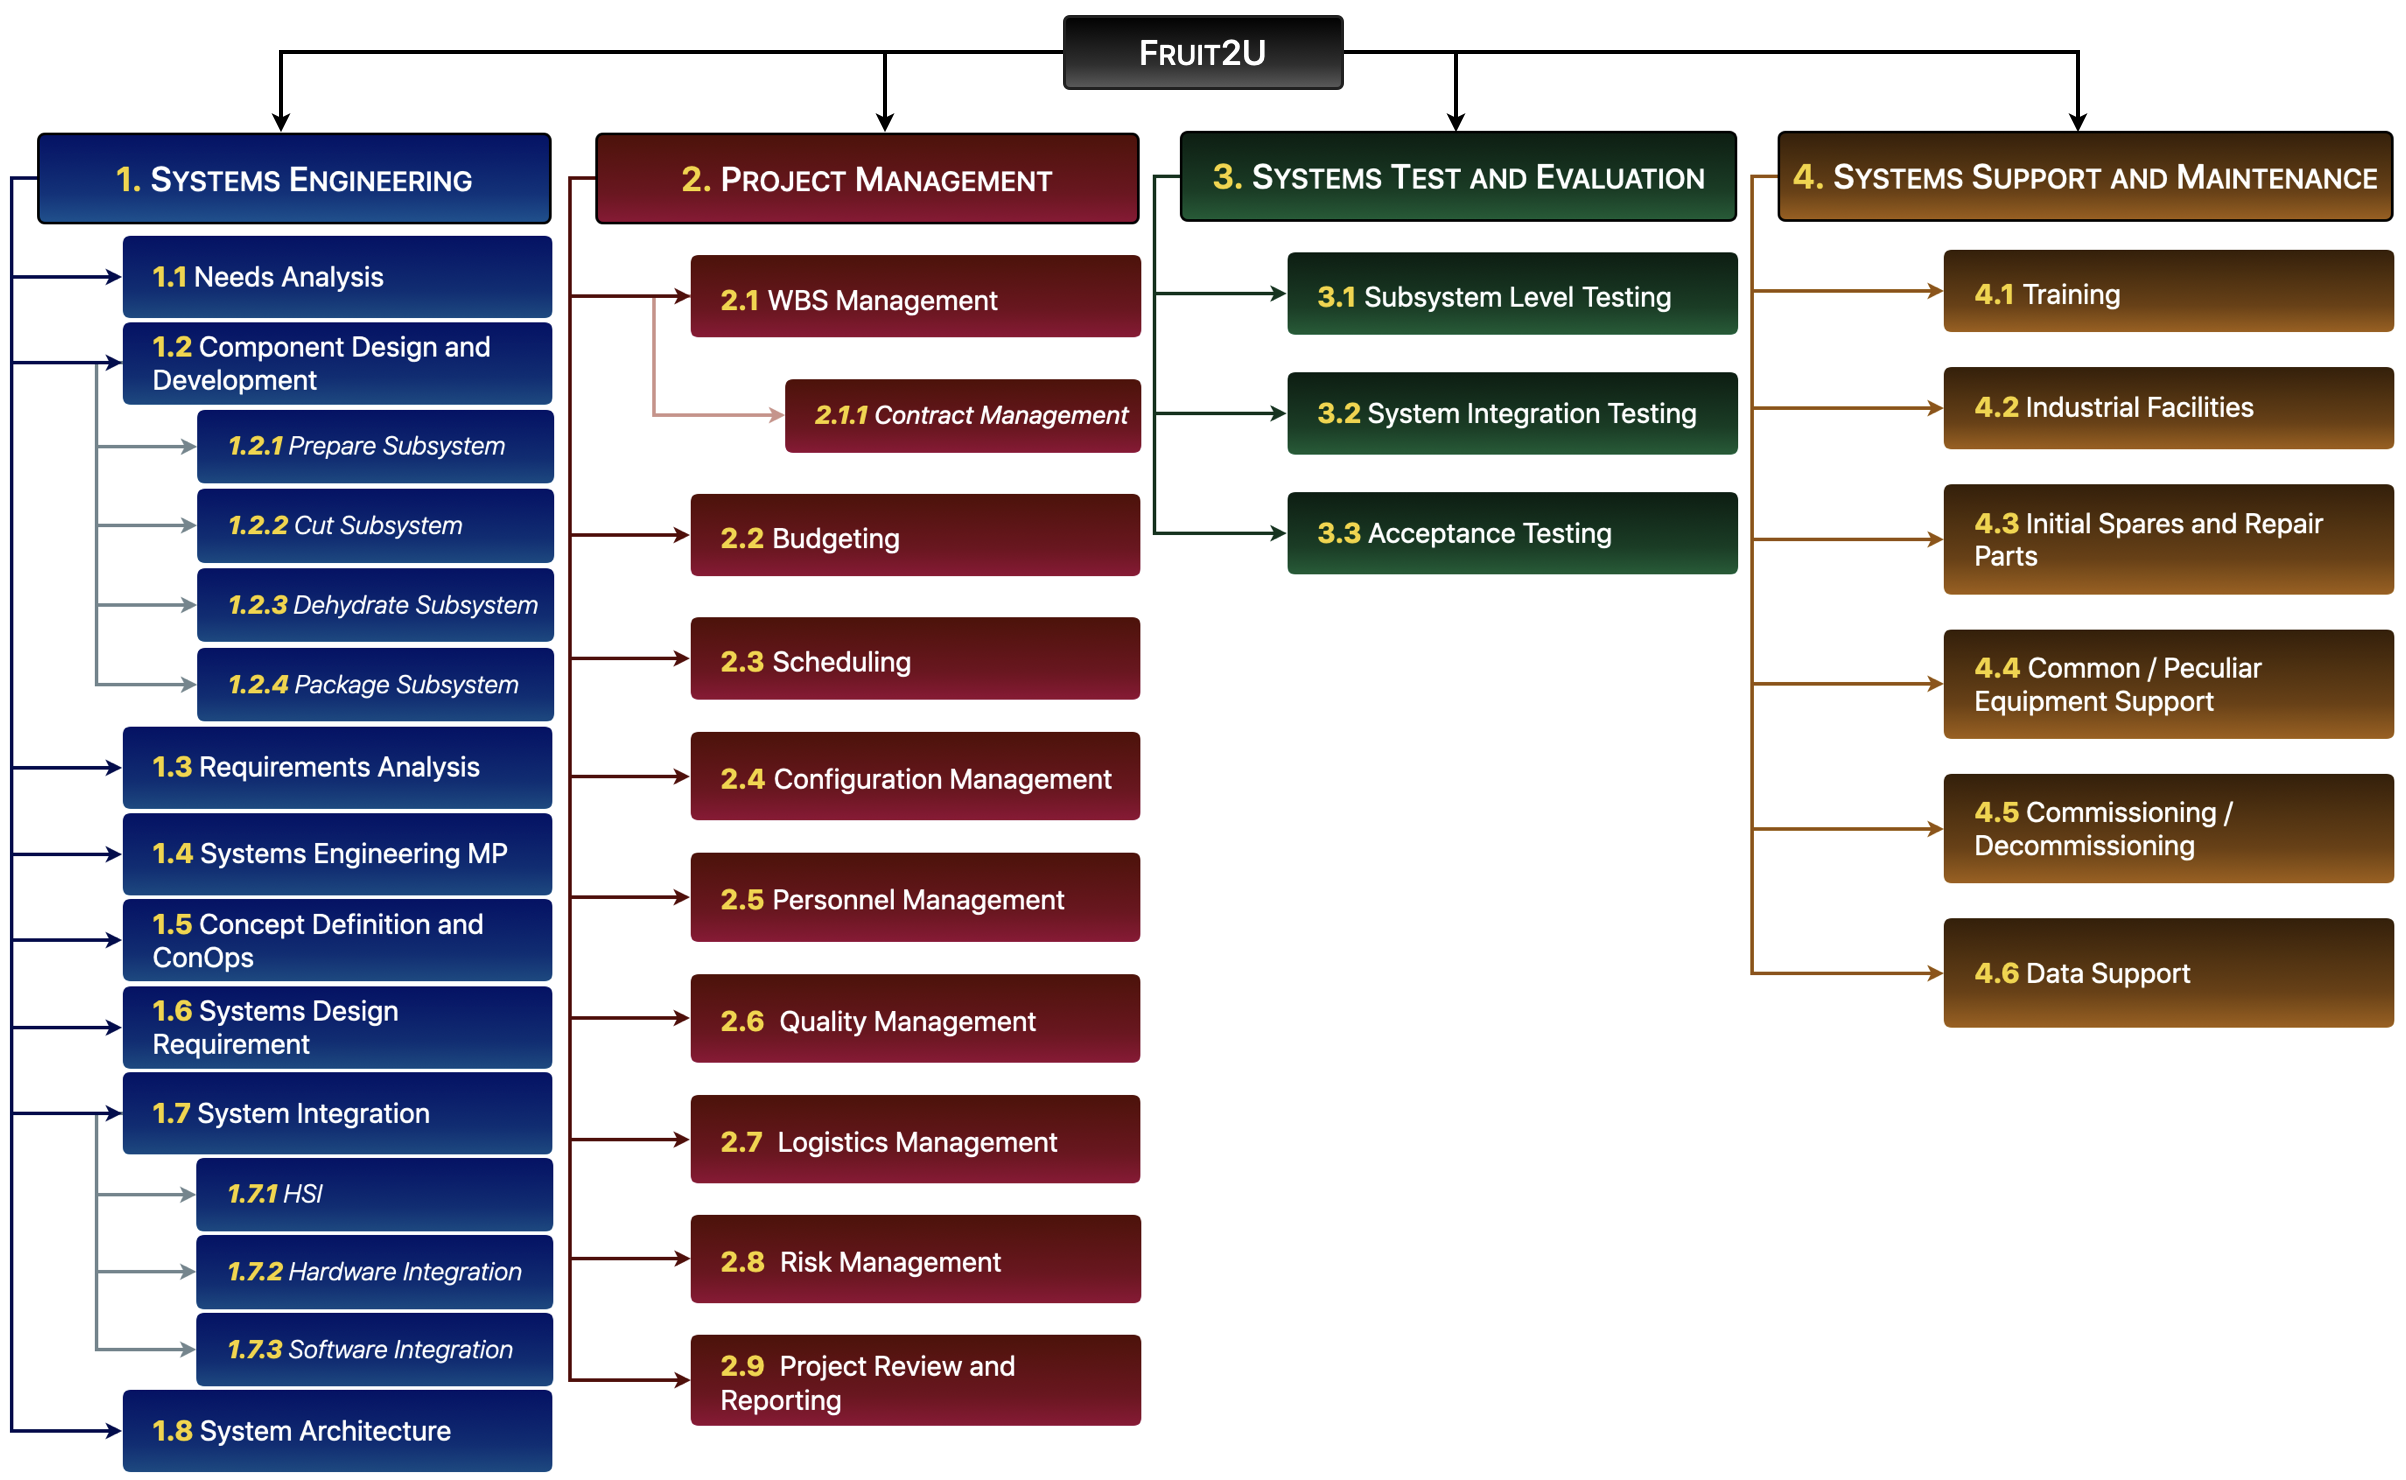 FRUIT2U
1. SYSTEMS ENGINEERING
1.1 Needs Analysis
1.2 Component Design and
Development
1.2.1 Prepare Subsystem
1.2.2 Cut Subsystem
1.2.3 Dehydrate Subsystem
1.2.4 Package Subsystem
1.3 Requirements Analysis
1.4 Systems Engineering MP
1.5 Concept Definition and
ConOps
1.6 Systems Design
Requirement
1.7 System Integration
1.7.1 HSI
1.7.2 Hardware Integration
1.7.3 Software Integration
1.8 System Architecture
2. PROJECT MANAGEMENT
2.1 WBS Management
2.1.1 Contract Management
2.2 Budgeting
2.3 Scheduling
2.4 Configuration Management
2.5 Personnel Management
2.6 Quality Management
2.7 Logistics Management
2.8 Risk Management
2.9 Project Review and
Reporting
3. SYSTEMS TEST AND EVALUATION
3.1 Subsystem Level Testing
3.2 System Integration Testing
3.3 Acceptance Testing
4. SYSTEMS SUPPORT AND MAINTENANCE
4.1 Training
4.2 Industrial Facilities
4.3 Initial Spares and Repair
Parts
4.4 Common / Peculiar
Equipment Support
4.5 Commissioning /
Decommissioning
4.6 Data Support